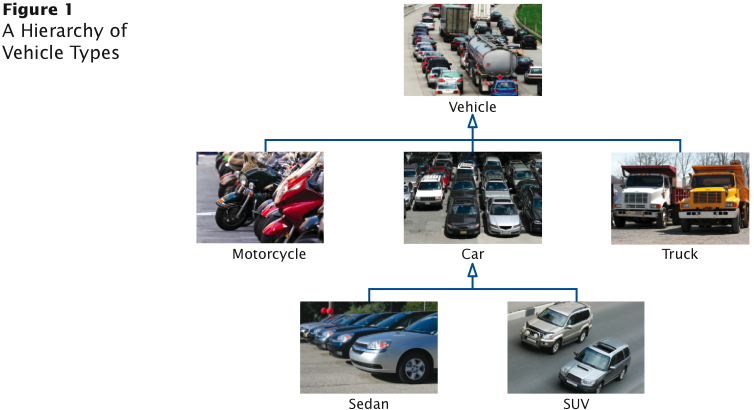 Figure 1
A Hierarchy of
Vehicle Types
Vehicle
Motorcycle
Car
Truck
Sedan
SUV